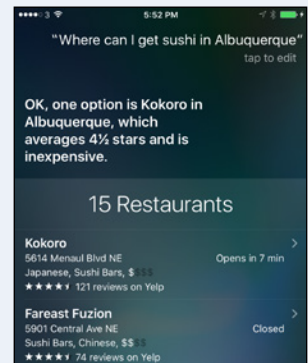 3 5:52 PM
“Where can I get sushi in Albuquerque”
tap to edit
OK, one option is Kokoro in
Albuquerque, which
averages 4½ stars and is
inexpensive.
15 Restaurants
Kokoro
5614 Menaul Blvd NE Opens in 7 min
Japanese, Sushi Bars, $$$$
121 reviews on Yelp
Fareast Fuzion
5901 Central Ave NE Closed
Sushi Bars, Chinese, $$$$
74 reviews on Yelp